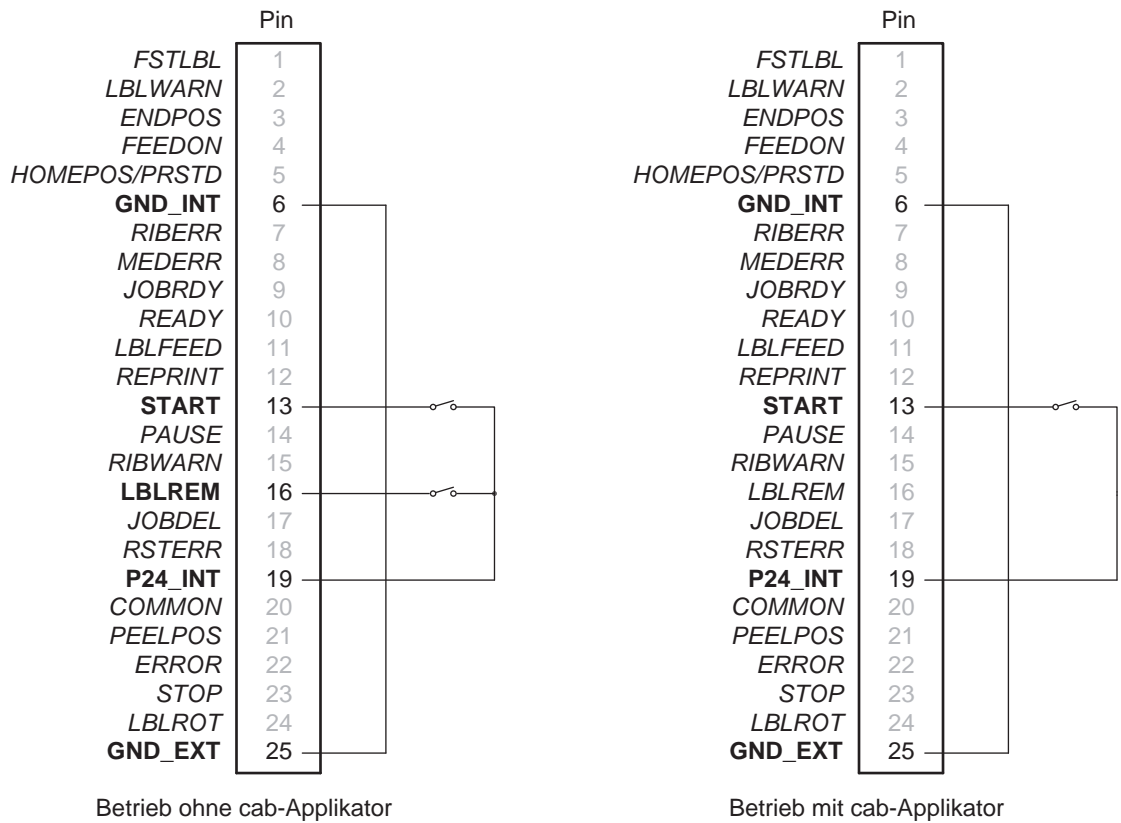 Pin
FSTLBL 1
LBLWARN 2
ENDPOS 3
FEEDON 4
HOMEPOS/PRSTD 5
GND_INT 6
RIBERR 7
MEDERR 8
JOBRDY 9
READY 10
LBLFEED 11
REPRINT 12
START 13
PAUSE 14
RIBWARN 15
LBLREM 16
JOBDEL 17
RSTERR 18
P24_INT 19
COMMON 20
PEELPOS 21
ERROR 22
STOP 23
LBLROT 24
GND_EXT 25
Betrieb ohne cab-Applikator
Pin
FSTLBL 1
LBLWARN 2
ENDPOS 3
FEEDON 4
HOMEPOS/PRSTD 5
GND_INT 6
RIBERR 7
MEDERR 8
JOBRDY 9
READY 10
LBLFEED 11
REPRINT 12
START 13
PAUSE 14
RIBWARN 15
LBLREM 16
JOBDEL 17
RSTERR 18
P24_INT 19
COMMON 20
PEELPOS 21
ERROR 22
STOP 23
LBLROT 24
GND_EXT 25
Betrieb mit cab-Applikator